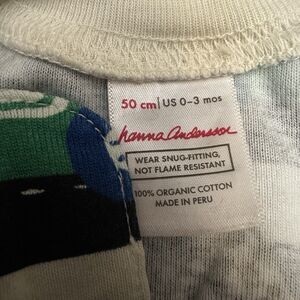 50 cm | US 0-3 mos
hanna andersson
WEAR SNUG-FITTING,
NOT FLAME RESISTANT
100% ORGANIC COTTON
MADE IN PERU